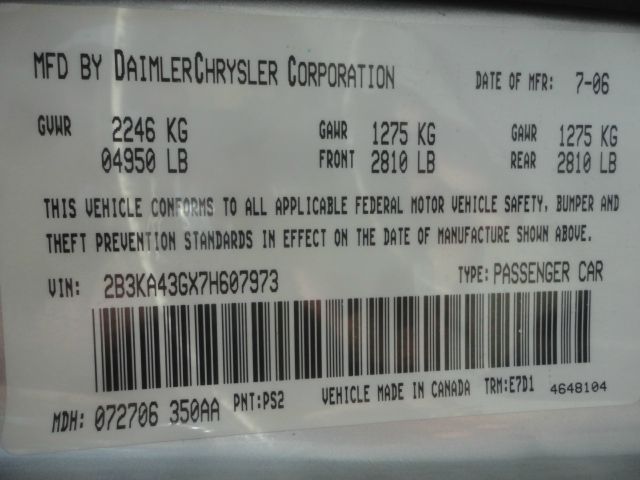 MFD BY DAIMLERCHRYSLER CORPORATION DATE OF MFR: 7-06
GVWR 2246 KG GAWR 1275 KG GAWR 1275 KG
04950 LB FRONT 2810 LB REAR 2810 LB
THIS VEHICLE CONFORMS TO ALL APPLICABLE FEDERAL MOTOR VEHICLE SAFETY, BUMPER AND
THEFT PREVENTION STANDARDS IN EFFECT ON THE DATE OF MANUFACTURE SHOWN ABOVE.
VIN: 2B3KA43GX7H607973 TYPE: PASSENGER CAR
MDH: 072706 350AA PNT:PS2 VEHICLE MADE IN CANADA TRM:E7D1 4648104